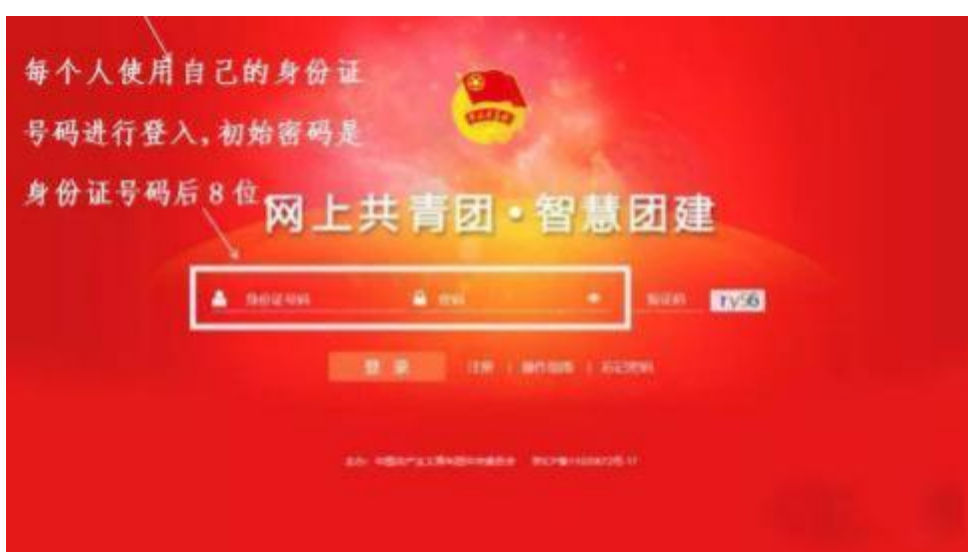 每个人使用自己的身份证
号码进行登入,初始密码是
身份证号码后8位。
网上共青团·智慧团建
身份证号码 密码 验证码 ry56
登 录 注册 | 操作指南 | 忘记密码